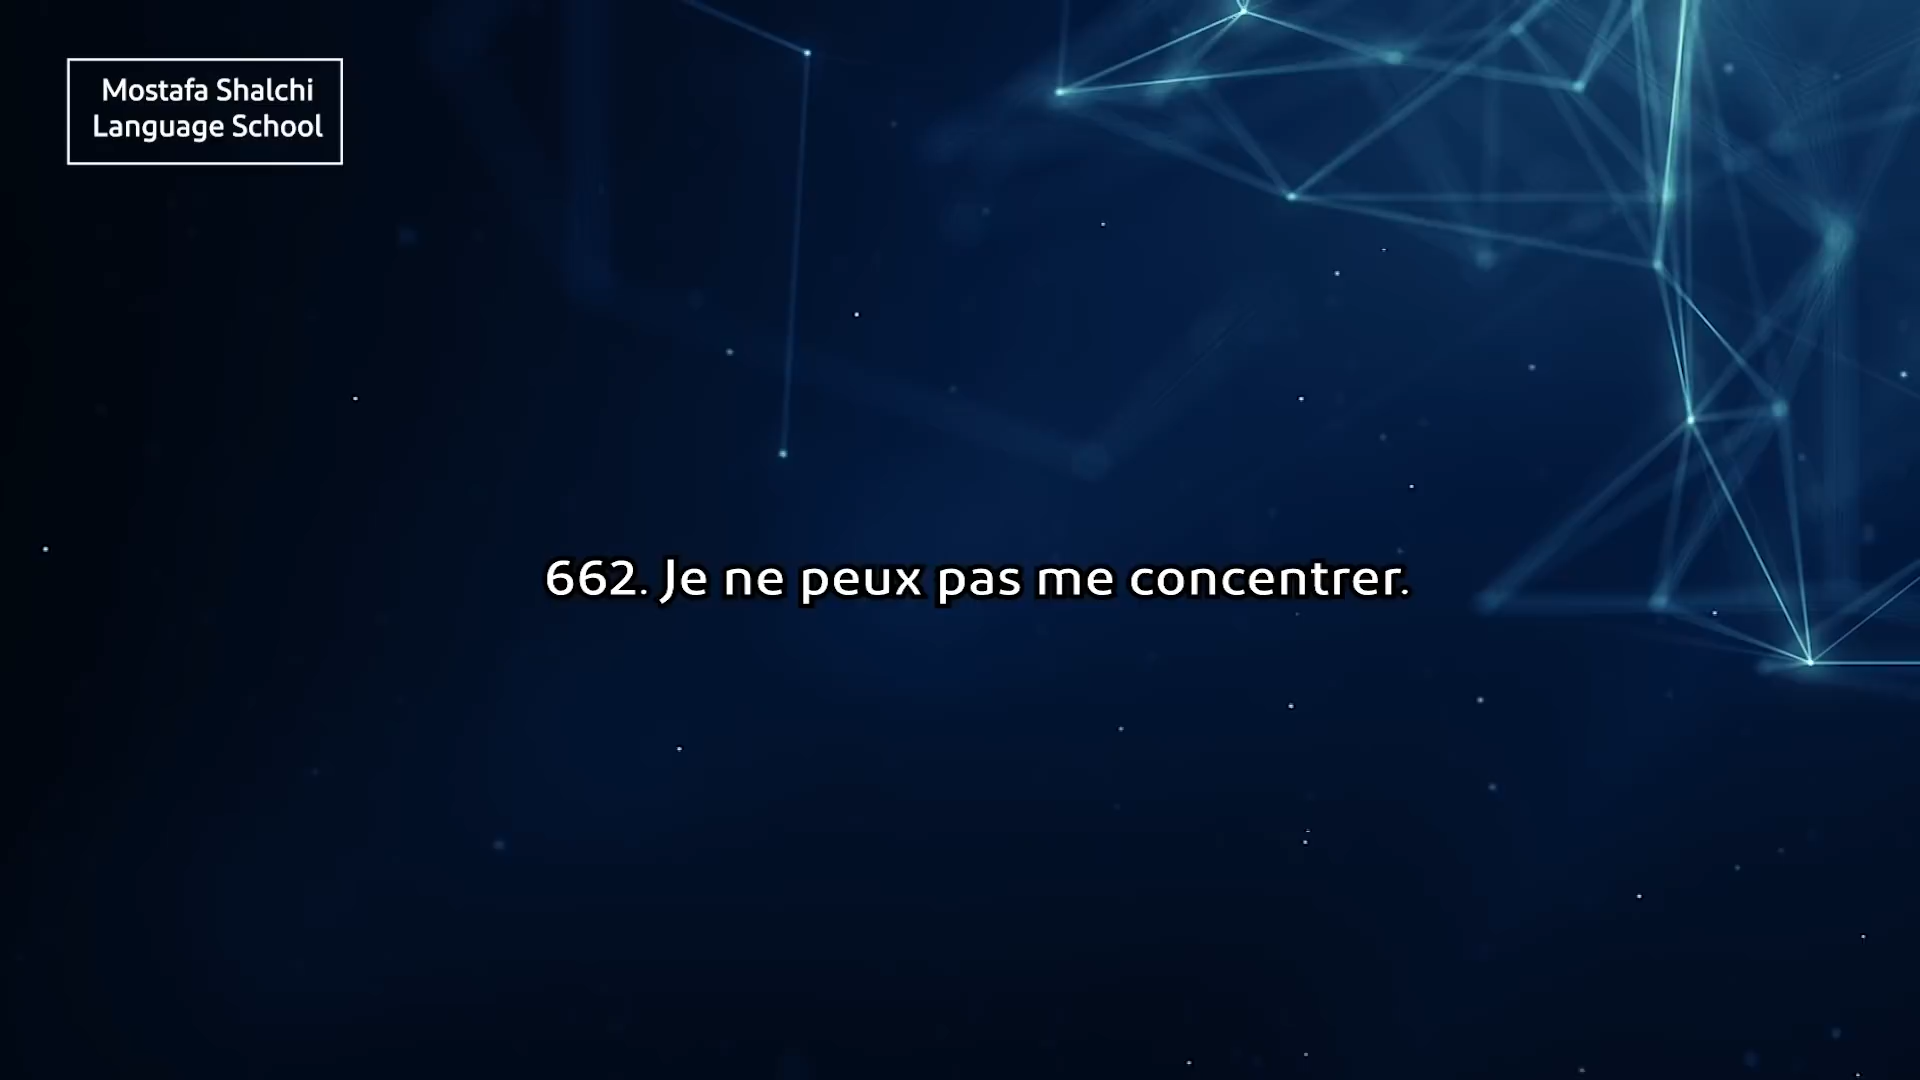 Mostafa Shalchi
Language School
662. Je ne peux pas me concentrer.